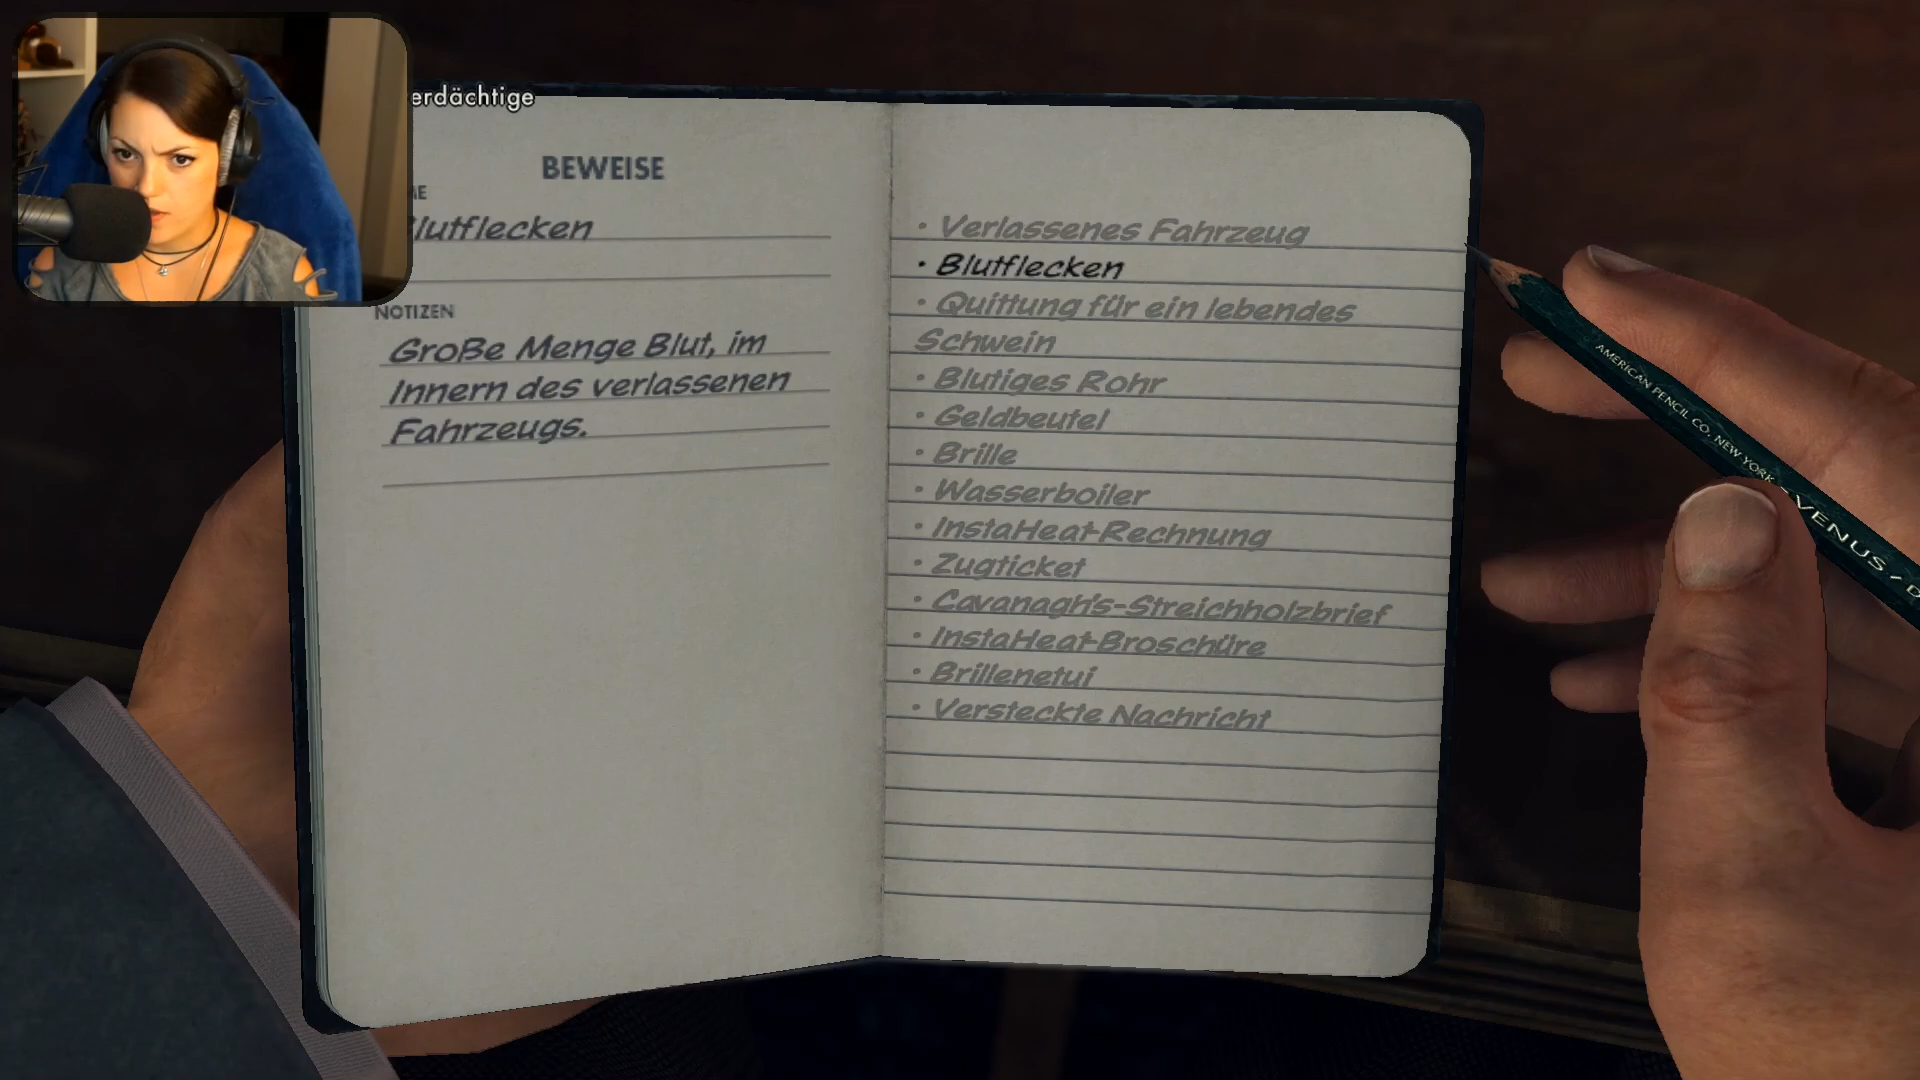 erdächtige
BEWEISE
lutflecken
NOTIZEN
Große Menge Blut, im
Innern des verlassenen
Fahrzeugs.
• Verlassenes Fahrzeug
• Blutflecken
• Quittung für ein lebendes
Schwein
• Blutiges Rohr
• Geldbeutel
• Brille
• Wasserboiler
• InstaHeat-Rechnung
• Zugticket
• Cavanagh's-Streichholzbrief
• InstaHeat-Broschüre
• Brillenetui
• Versteckte Nachricht
AMERICAN PENCIL CO. NEW YORK VENUS